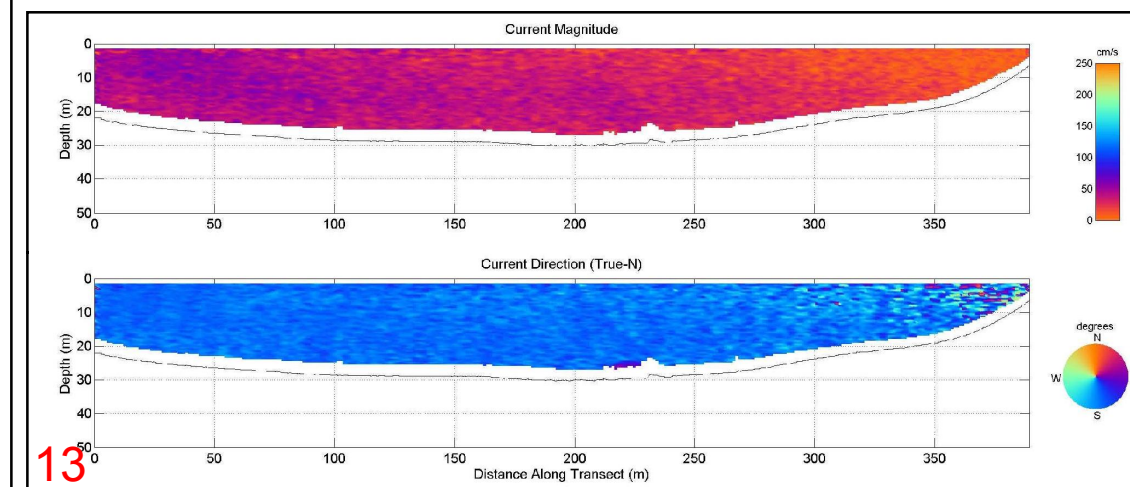 Current Magnitude
0
10
20
30
40
50
Depth (m)
0 50 100 150 200 250 300 350
cm/s
250
200
150
100
50
0
Current Direction (True-N)
0
10
20
30
40
50
Depth (m)
0 50 100 150 200 250 300 350
Distance Along Transect (m)
degrees
N
W
S
13